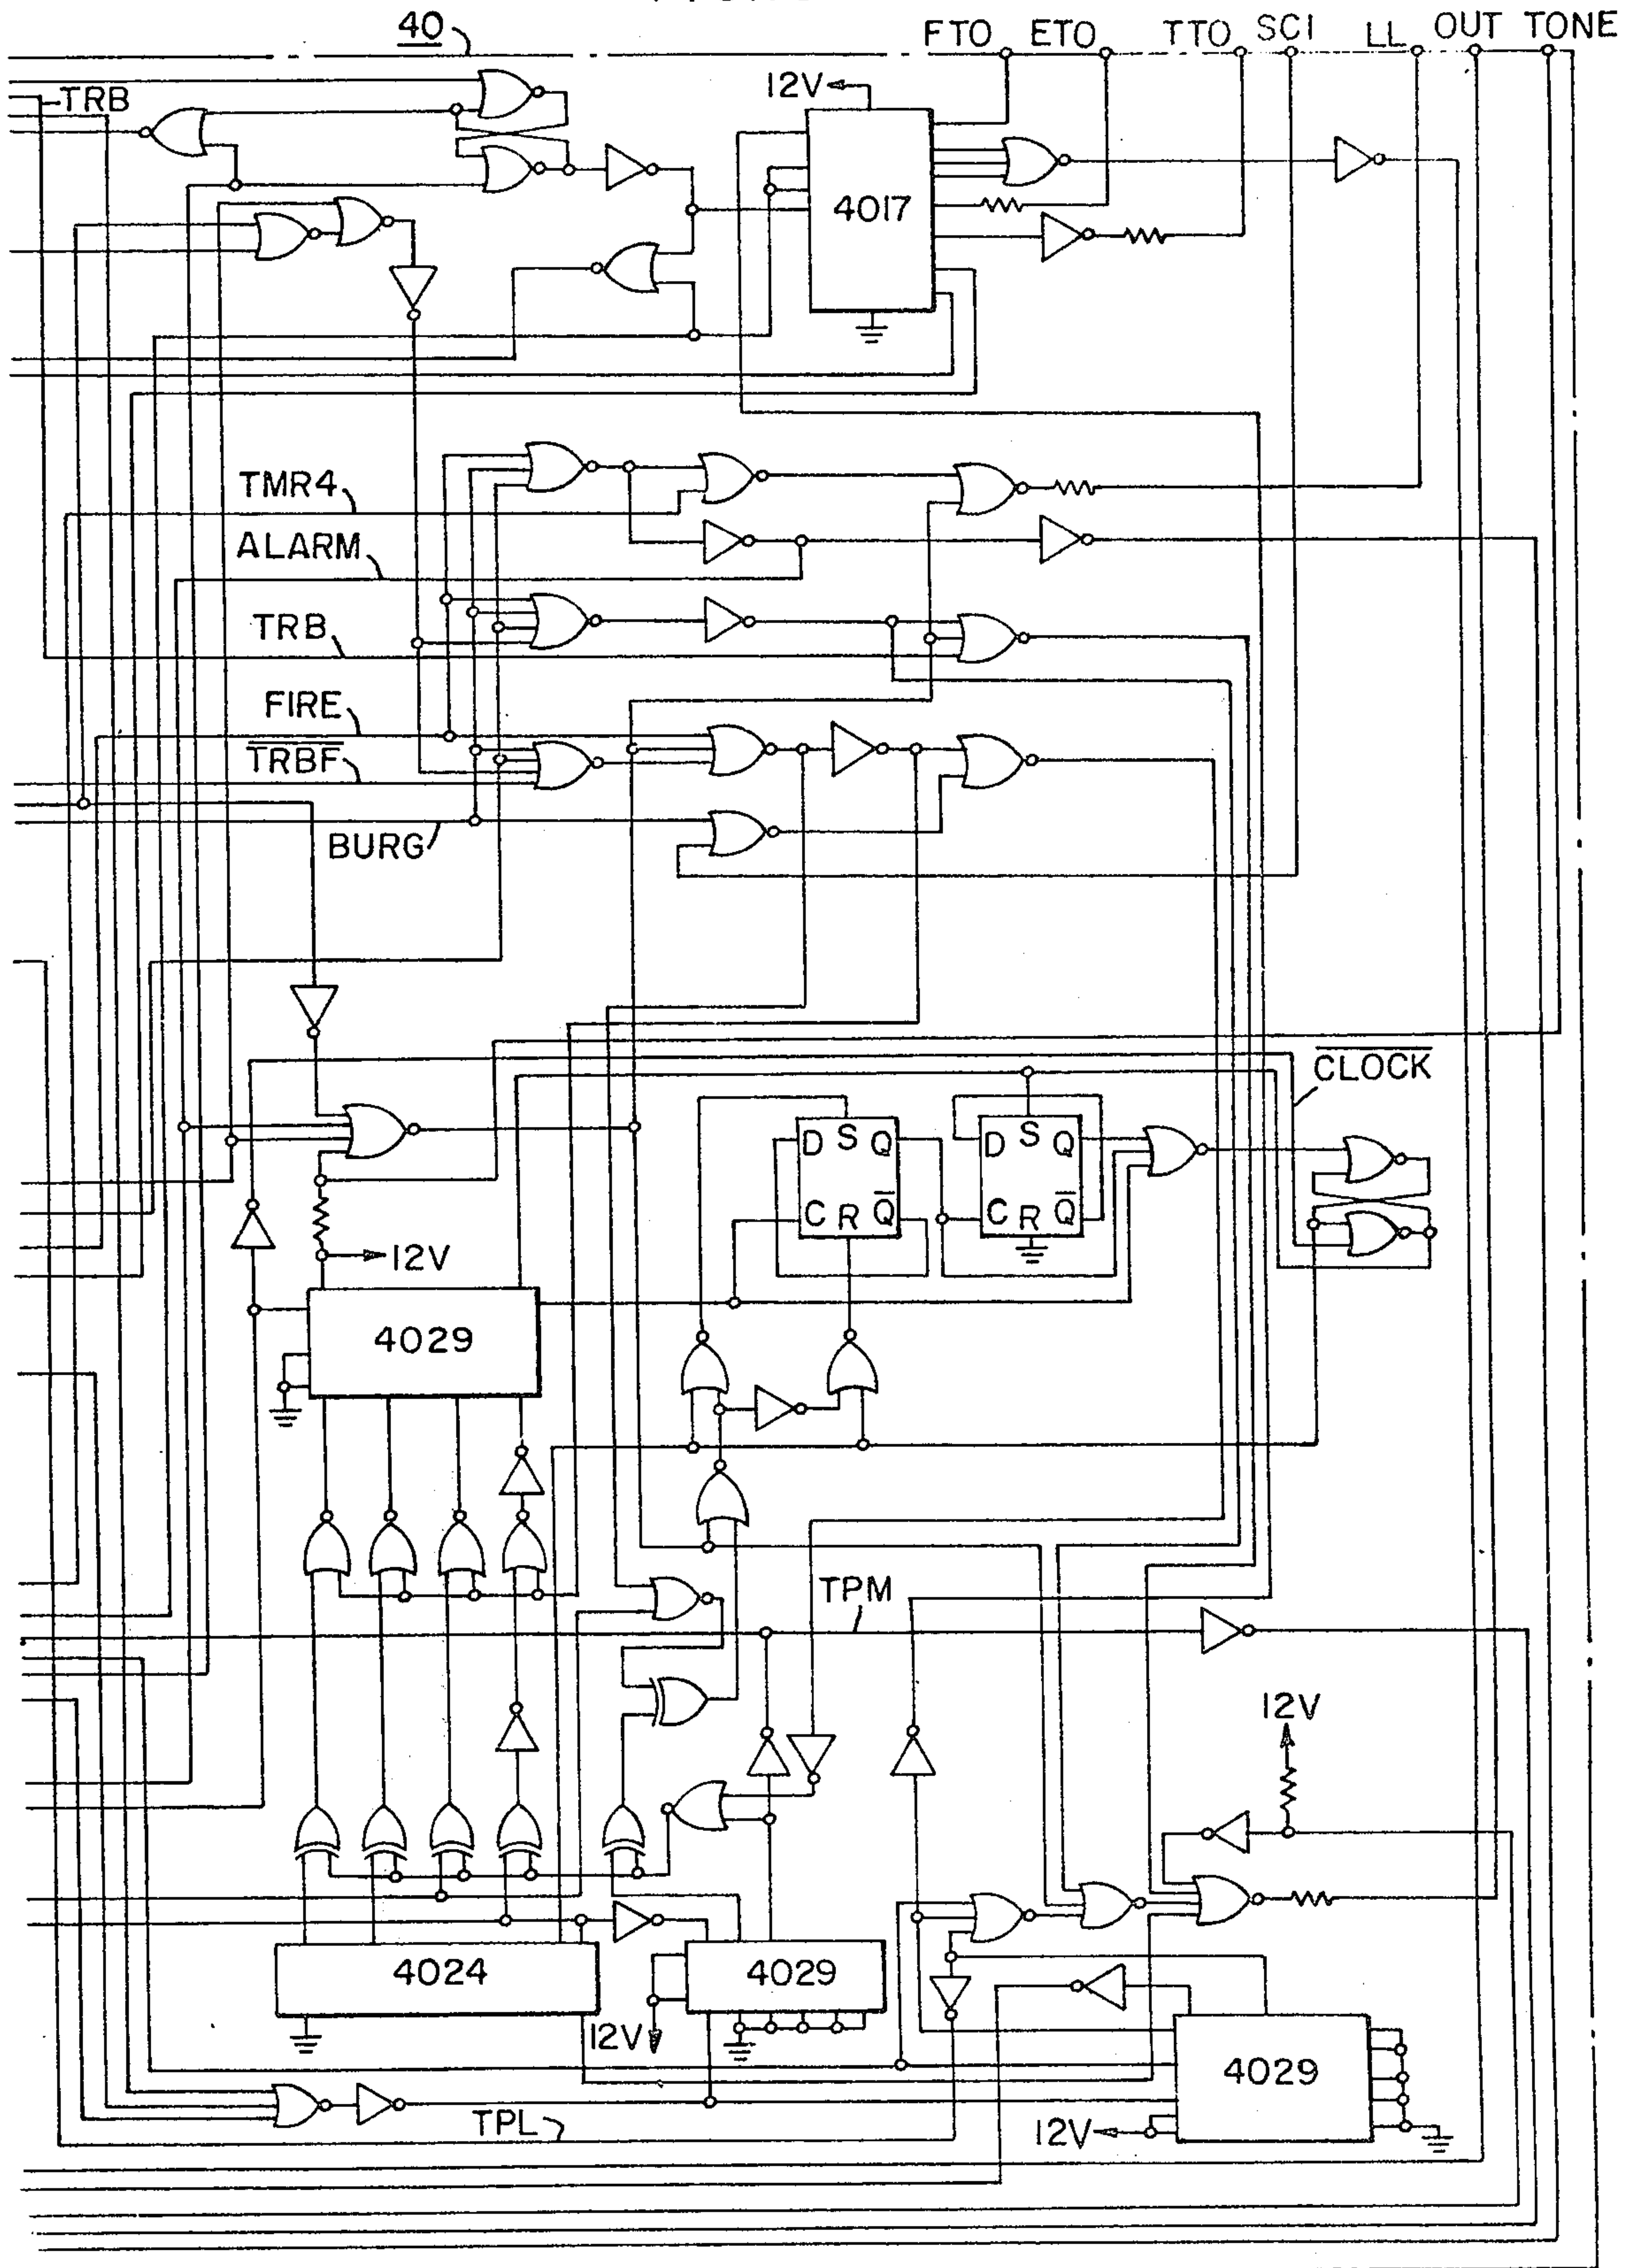 40 FTO ETO TTO SCI LL OUT TONE
TRB 12V
4017
TMR4
ALARM
TRB
FIRE
TRBF
BURG
CLOCK
D S Q D S Q
C R Q C R Q
12V
4029
TPM
12V
4024 4029
12V 4029
TPL 12V